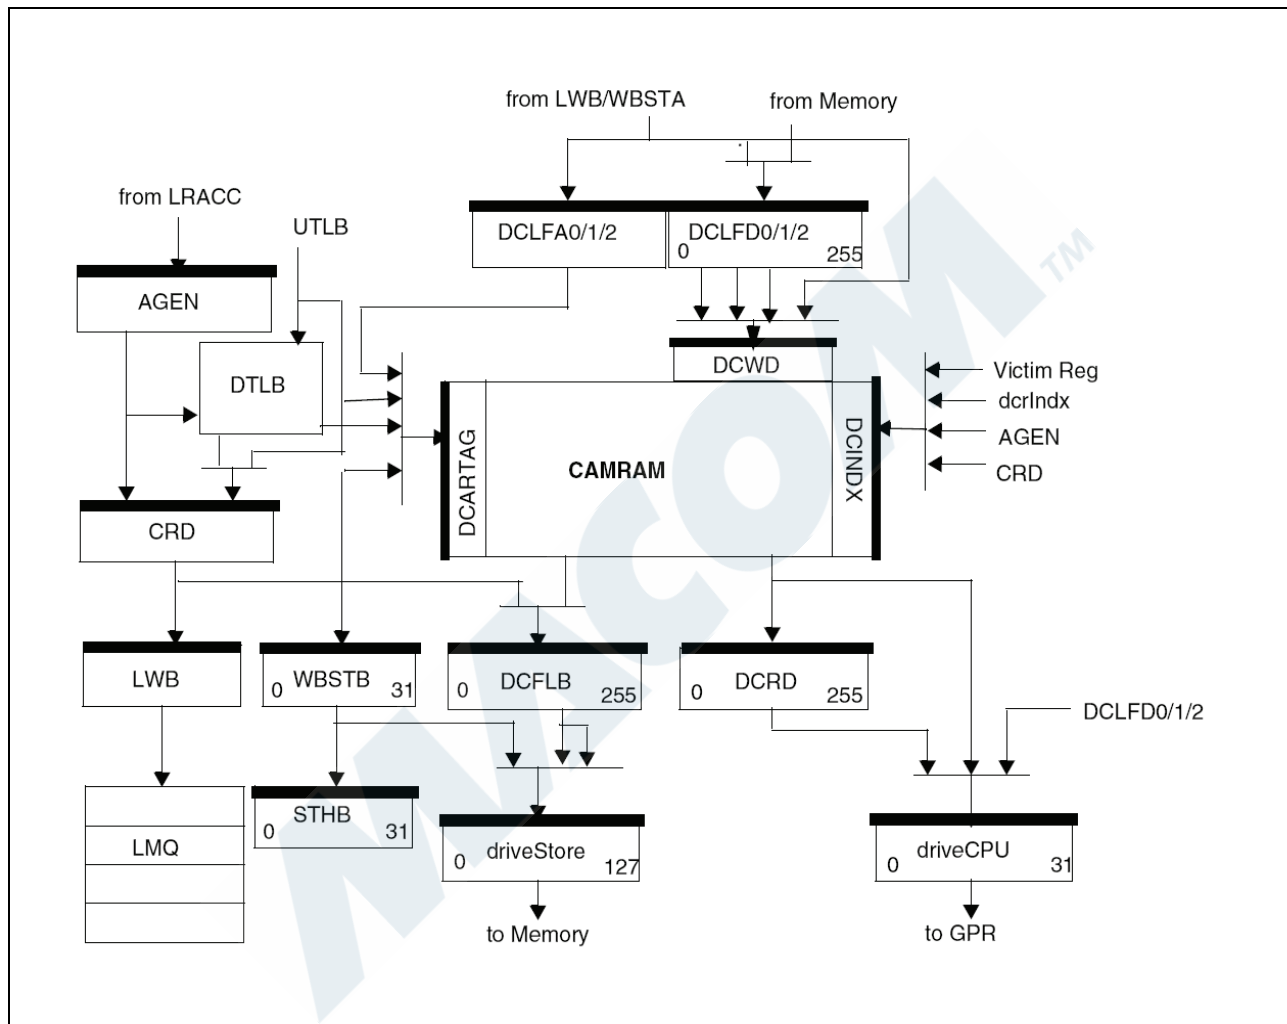 from LWB/WBSTA
from Memory
from LRACC
UTLB
AGEN
DCLFA0/1/2
DCLFD0/1/2
0 255
DTLB
DCWD
Victim Reg
dcrIndx
AGEN
CRD
DCARTAG
CAMRAM
DCINDX
CRD
LWB
WBSTB
0 31
DCFLB
0 255
DCRD
0 255
DCLFD0/1/2
LMQ
STHB
0 31
driveStore
0 127
driveCPU
0 31
to Memory
to GPR
MACOM™